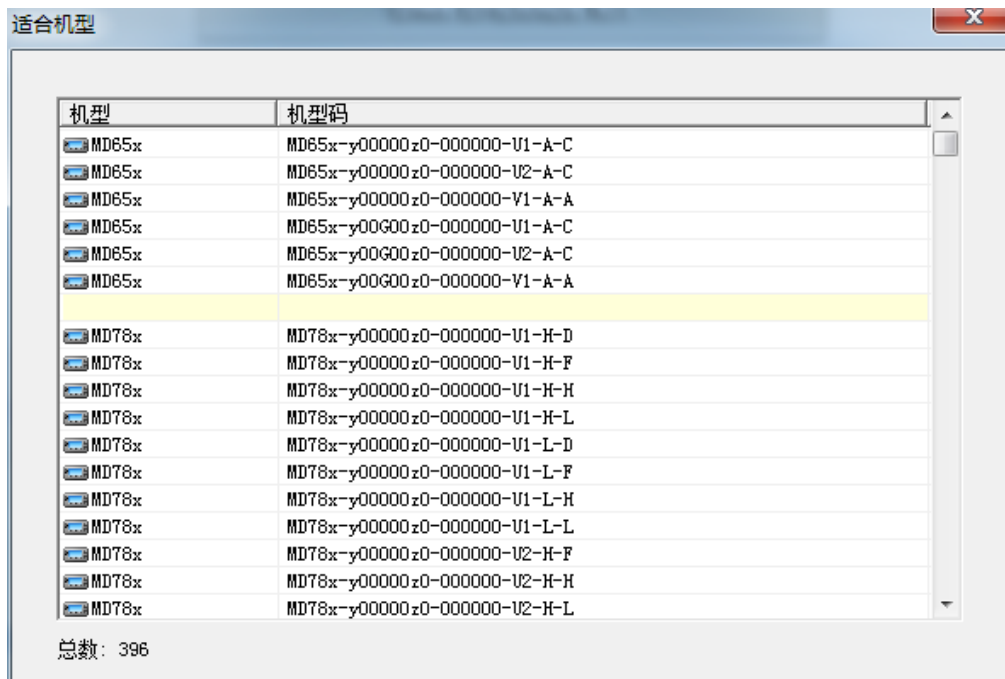 适合机型
机型 机型码
MD65x MD65x-y00000z0-000000-U1-A-C
MD65x MD65x-y00000z0-000000-U2-A-C
MD65x MD65x-y00000z0-000000-V1-A-A
MD65x MD65x-y00G00z0-000000-U1-A-C
MD65x MD65x-y00G00z0-000000-U2-A-C
MD65x MD65x-y00G00z0-000000-V1-A-A
MD78x MD78x-y00000z0-000000-U1-H-D
MD78x MD78x-y00000z0-000000-U1-H-F
MD78x MD78x-y00000z0-000000-U1-H-H
MD78x MD78x-y00000z0-000000-U1-H-L
MD78x MD78x-y00000z0-000000-U1-L-D
MD78x MD78x-y00000z0-000000-U1-L-F
MD78x MD78x-y00000z0-000000-U1-L-H
MD78x MD78x-y00000z0-000000-U1-L-L
MD78x MD78x-y00000z0-000000-U2-H-F
MD78x MD78x-y00000z0-000000-U2-H-H
MD78x MD78x-y00000z0-000000-U2-H-L
总数: 396